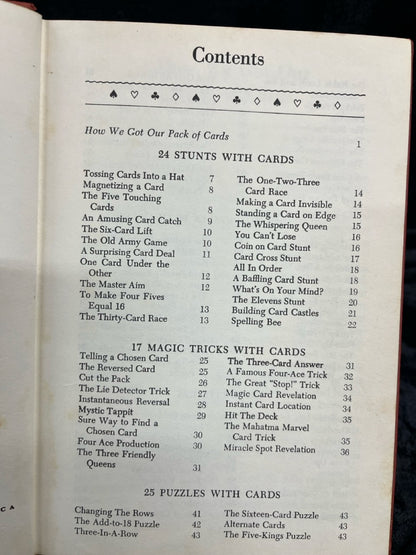 Contents
How We Got Our Pack of Cards 1
24 STUNTS WITH CARDS
Tossing Cards Into a Hat 7
Magnetizing a Card 8
The Five Touching
Cards 8
An Amusing Card Catch 9
The Six-Card Lift 10
The Old Army Game 10
A Surprising Card Deal 11
One Card Under the
Other 12
The Master Aim 12
To Make Four Fives
Equal 16 13
The Thirty-Card Race 13
The One-Two-Three
Card Race 14
Making a Card Invisible 14
Standing a Card on Edge 15
The Whispering Queen 15
You Can't Lose 16
Coin on Card Stunt 16
Card Cross Stunt 17
All In Order 18
A Baffling Card Stunt 18
What's On Your Mind? 19
The Elevens Stunt 20
Building Card Castles 21
Spelling Bee 22
17 MAGIC TRICKS WITH CARDS
Telling a Chosen Card 25
The Reversed Card 25
Cut the Pack 26
The Lie Detector Trick 27
Instantaneous Reversal 28
Mystic Tappit 29
Sure Way to Find a
Chosen Card 30
Four Ace Production 30
The Three Friendly
Queens 31
The Three-Card Answer 31
A Famous Four-Ace Trick 32
The Great "Stop!" Trick 33
Magic Card Revelation 34
Instant Card Location 34
Hit The Deck 35
The Mahatma Marvel
Card Trick 35
Miracle Spot Revelation 36
25 PUZZLES WITH CARDS
Changing The Rows 41
The Add-to-18 Puzzle 42
Three-In-A-Row 43
The Sixteen-Card Puzzle 43
Alternate Cards 43
The Five-Kings Puzzle 43